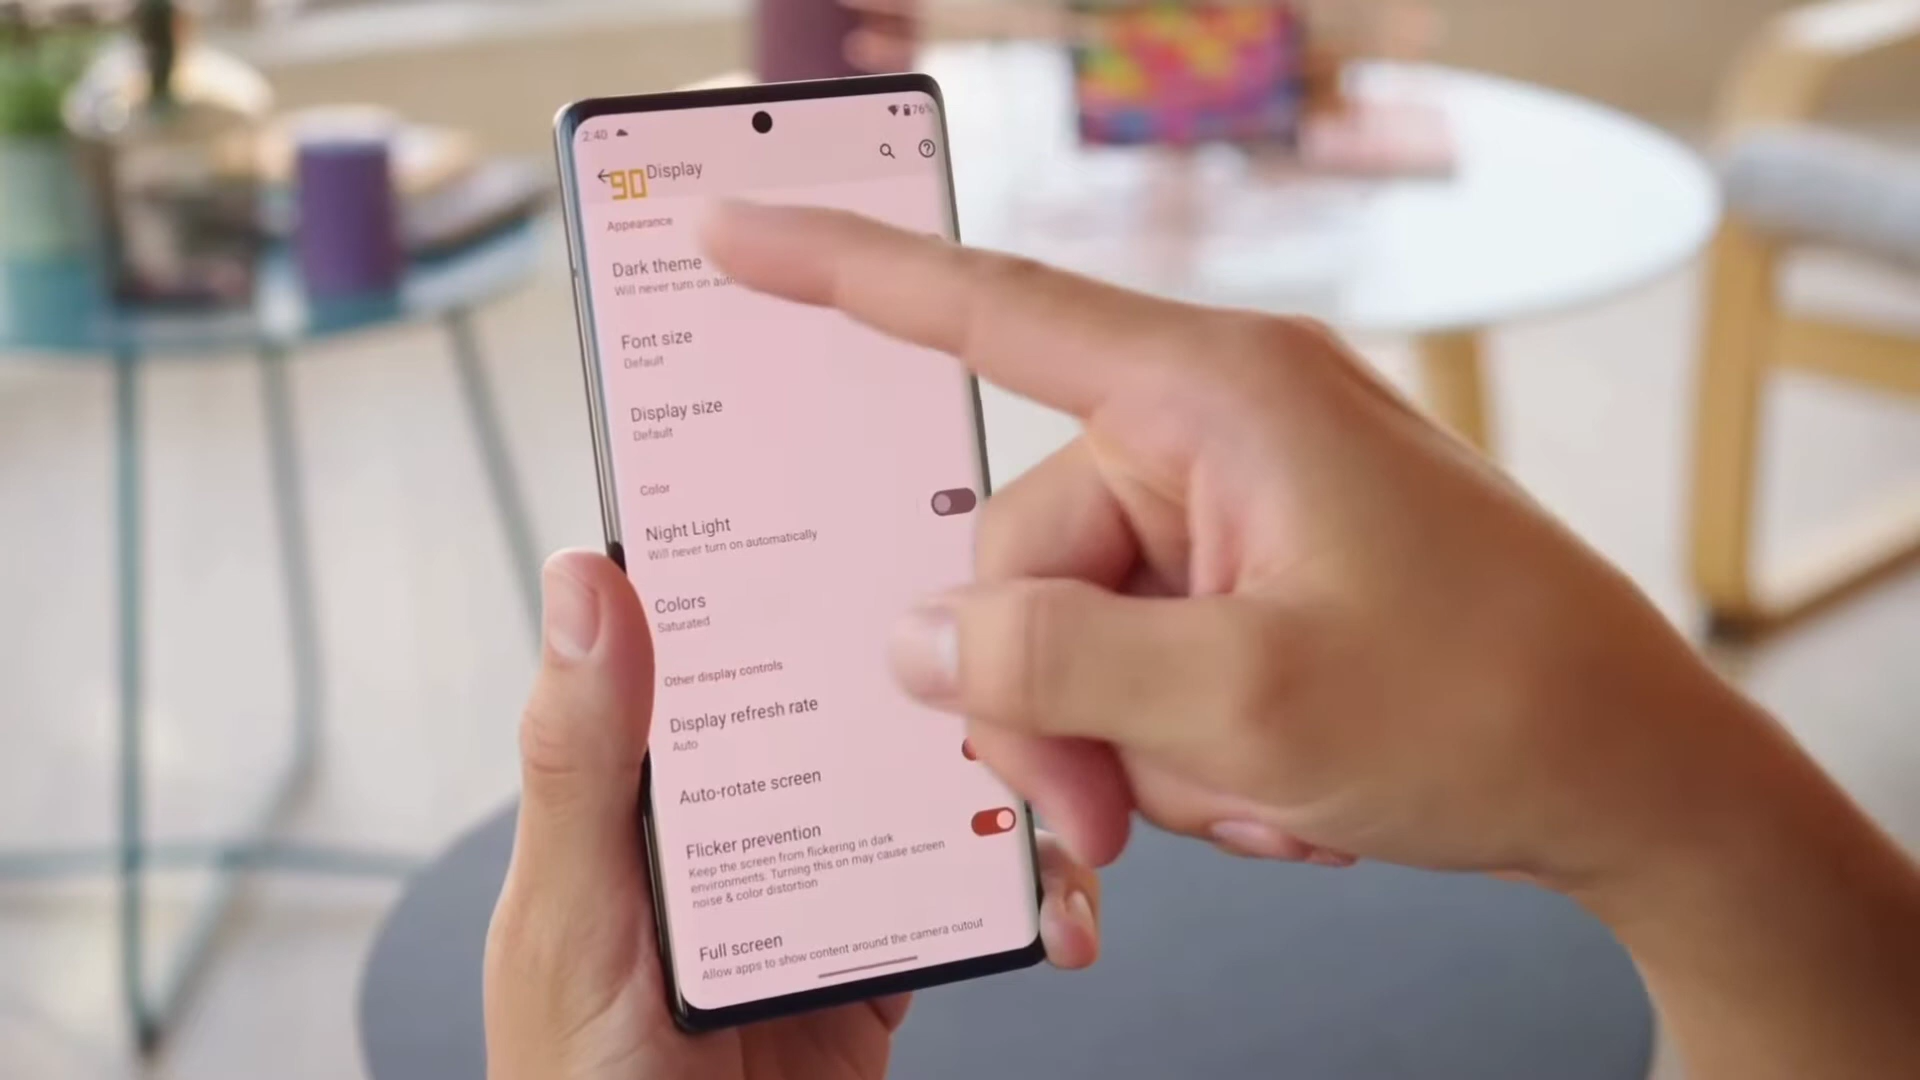 2:40
76%
90
Display
Appearance
Dark theme
Will never turn on
Font size
Default
Display size
Default
Color
Night Light
Will never turn on automatically
Colors
Saturated
Other display controls
Display refresh rate
Auto
Auto-rotate screen
Flicker prevention
Keep the screen from flickering in dark
environments. Turning this on may cause screen
noise & color distortion
Full screen
Allow apps to show content around the camera cutout